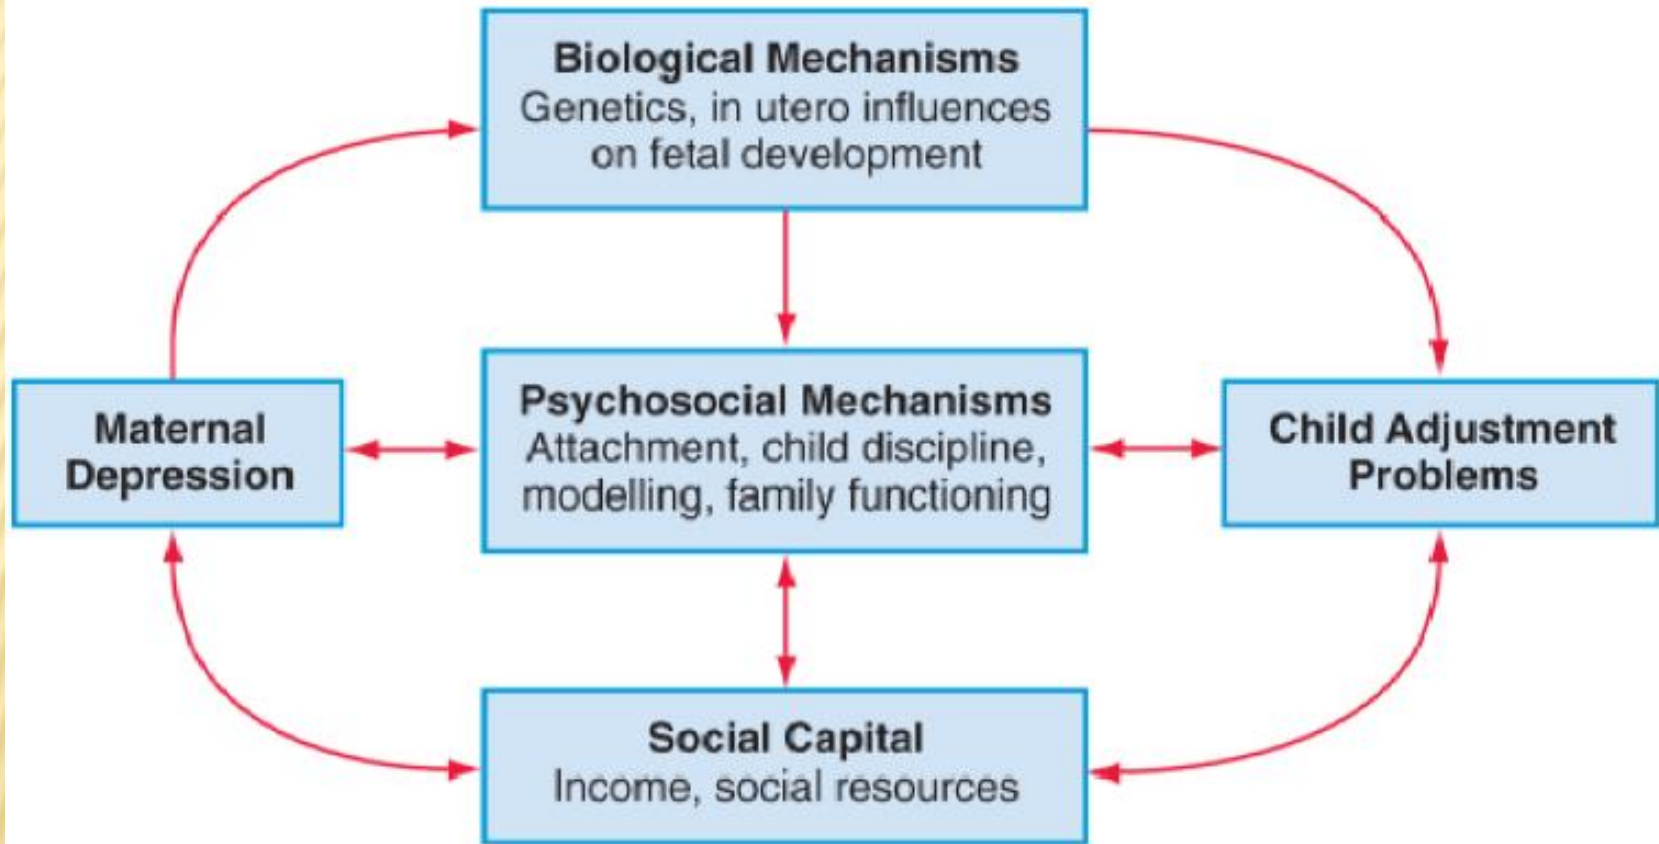 Biological Mechanisms
Genetics, in utero influences
on fetal development
Maternal
Depression
Psychosocial Mechanisms
Attachment, child discipline,
modelling, family functioning
Child Adjustment
Problems
Social Capital
Income, social resources